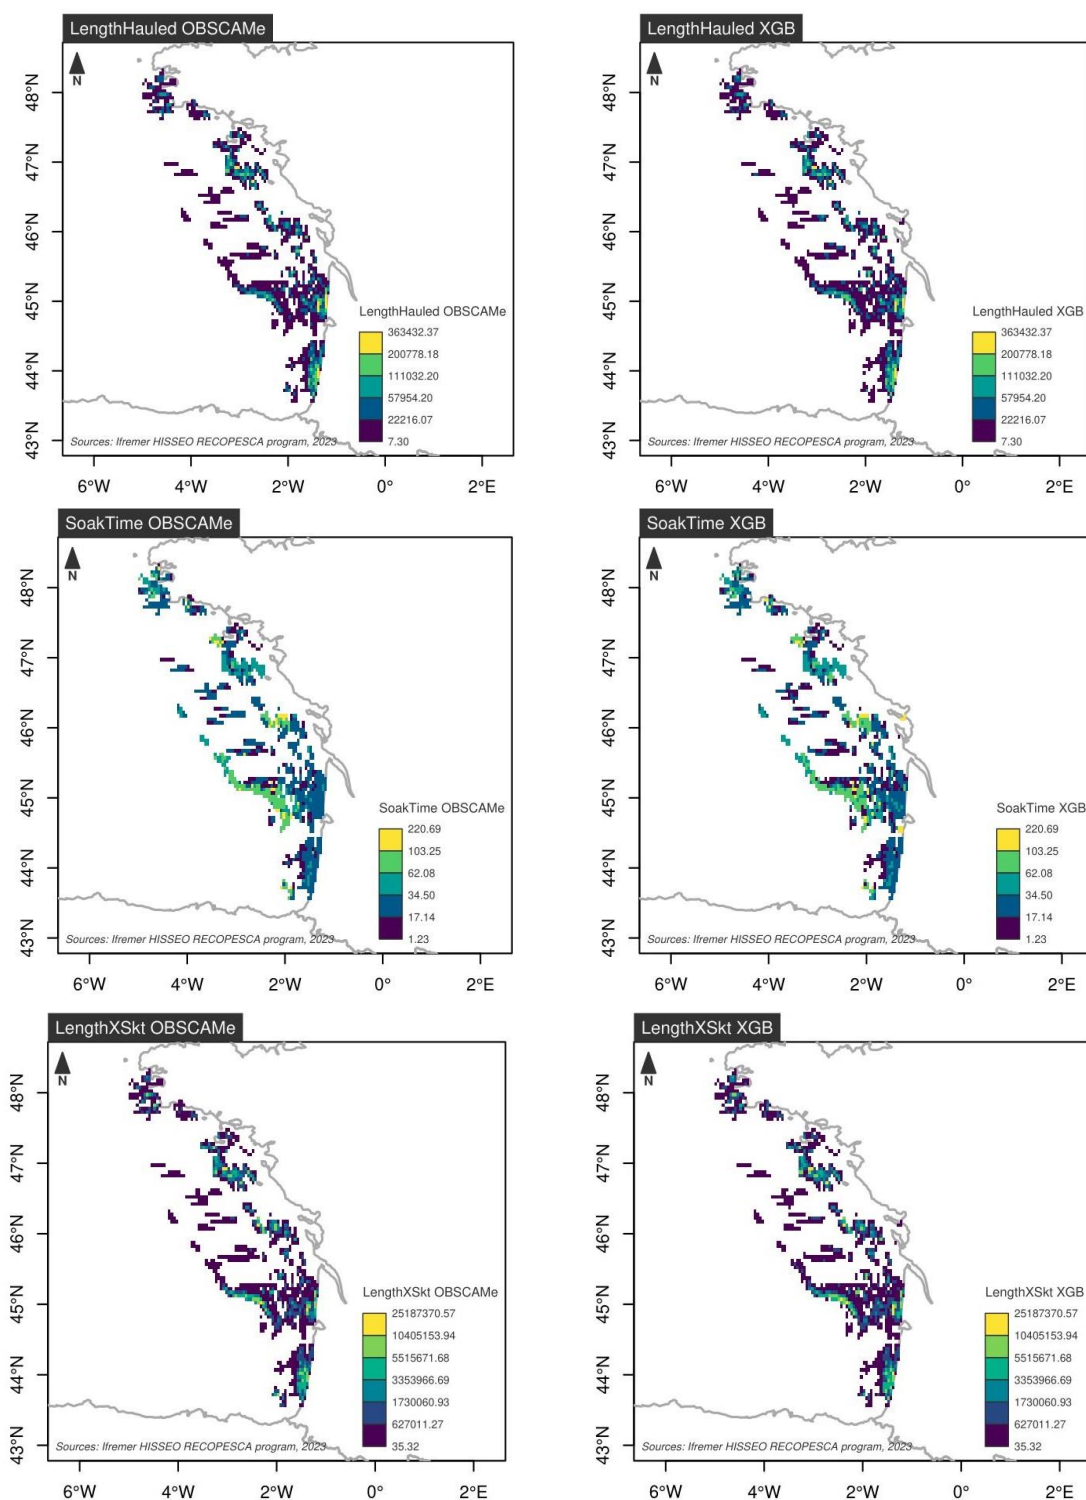 LengthHauled OBSCAMe
LengthHauled XGB
N
N
48°N
47°N
46°N
45°N
44°N
43°N
48°N
47°N
46°N
45°N
44°N
43°N
LengthHauled OBSCAMe
363432.37
200778.18
111032.20
57954.20
22216.07
7.30
LengthHauled XGB
363432.37
200778.18
111032.20
57954.20
22216.07
7.30
Sources: Ifremer HISSEO RECOPESCA program, 2023
Sources: Ifremer HISSEO RECOPESCA program, 2023
6°W 4°W 2°W 0° 2°E
6°W 4°W 2°W 0° 2°E
SoakTime OBSCAMe
SoakTime XGB
N
N
48°N
47°N
46°N
45°N
44°N
43°N
48°N
47°N
46°N
45°N
44°N
43°N
SoakTime OBSCAMe
220.69
103.25
62.08
34.50
17.14
1.23
SoakTime XGB
220.69
103.25
62.08
34.50
17.14
1.23
Sources: Ifremer HISSEO RECOPESCA program, 2023
Sources: Ifremer HISSEO RECOPESCA program, 2023
6°W 4°W 2°W 0° 2°E
6°W 4°W 2°W 0° 2°E
LengthXSkt OBSCAMe
LengthXSkt XGB
N
N
48°N
47°N
46°N
45°N
44°N
43°N
48°N
47°N
46°N
45°N
44°N
43°N
LengthXSkt OBSCAMe
25187370.57
10405153.94
5515671.68
3353966.69
1730060.93
627011.27
35.32
LengthXSkt XGB
25187370.57
10405153.94
5515671.68
3353966.69
1730060.93
627011.27
35.32
Sources: Ifremer HISSEO RECOPESCA program, 2023
Sources: Ifremer HISSEO RECOPESCA program, 2023
6°W 4°W 2°W 0° 2°E
6°W 4°W 2°W 0° 2°E